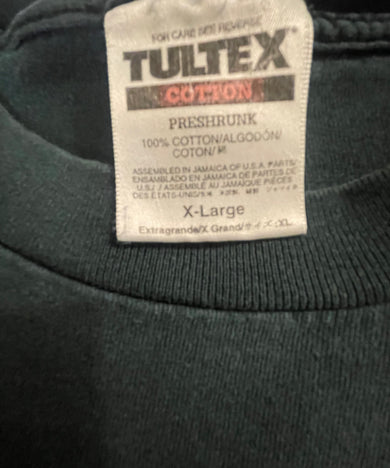 FOR CARE SEE REVERSE
TULTEX
COTTON
PRESHRUNK
100% COTTON/ALGODÓN/
COTON/
ASSEMBLED IN JAMAICA OF U.S.A. PARTS/
ENSAMBLADO EN JAMAICA DE PARTES DE
U.S./ ASSEMBLÉ AU JAMAIQUE PIÈCES
DES ÉTATS-UNIS/
X-Large
Extragrande/X Grand/